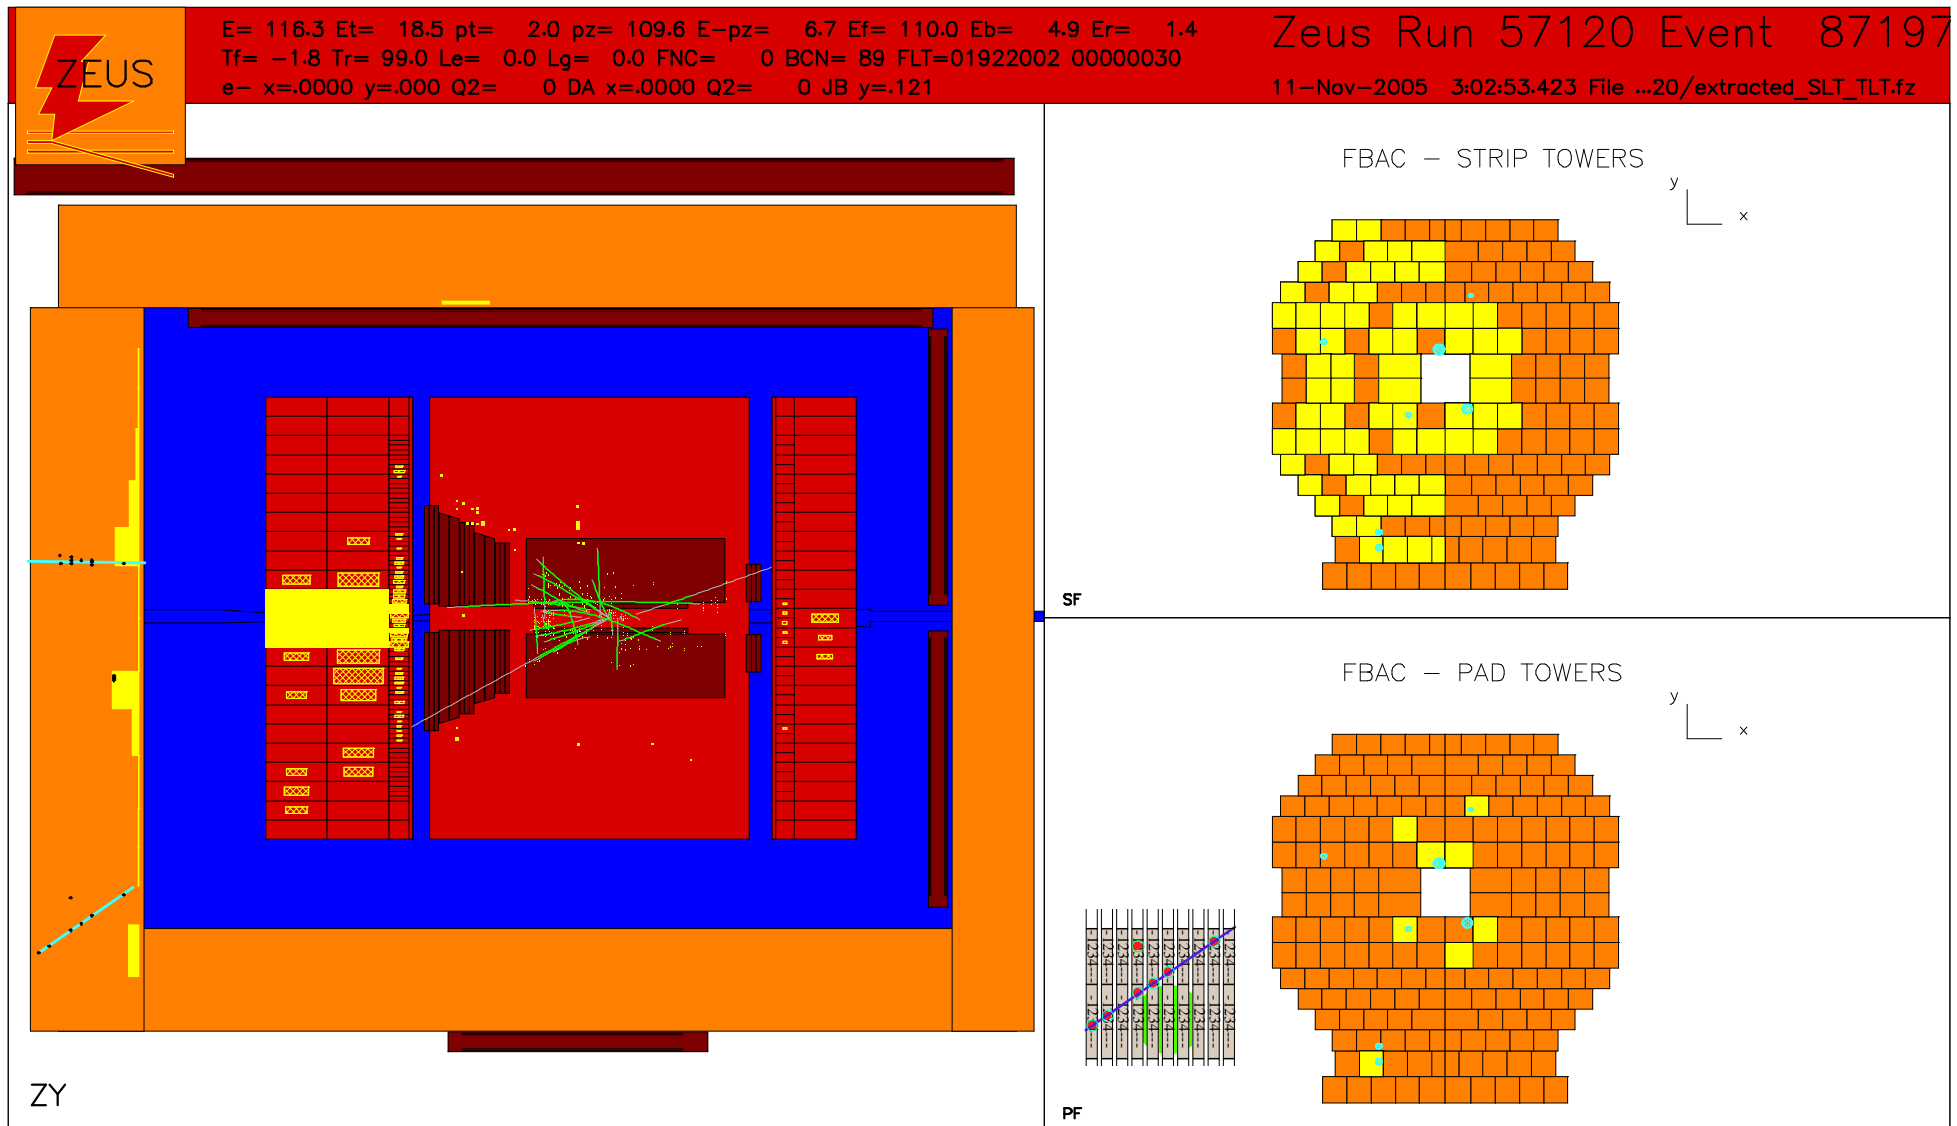 ZEUS
E= 116.3 Et= 18.5 pt= 2.0 pz= 109.6 E-pz= 6.7 Ef= 110.0 Eb= 4.9 Er= 1.4
Tf= -1.8 Tr= 99.0 Le= 0.0 Lg= 0.0 FNC= 0 BCN= 89 FLT=01922002 00000030
e- x=.0000 y=.000 Q2= 0 DA x=.0000 Q2= 0 JB y=.121
Zeus Run 57120 Event 87197
11-Nov-2005 3:02:53.423 File ...20/extracted_SLT_TLT.fz
FBAC - STRIP TOWERS
y
x
SF
FBAC - PAD TOWERS
y
x
PF
ZY